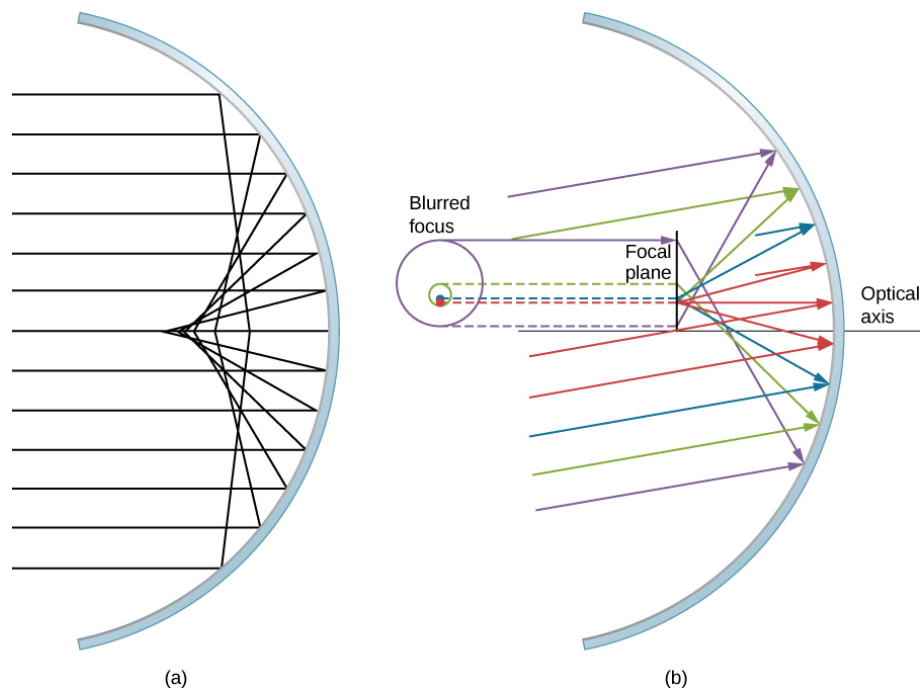 Blurred
focus
Focal
plane
Optical
axis
(a)
(b)